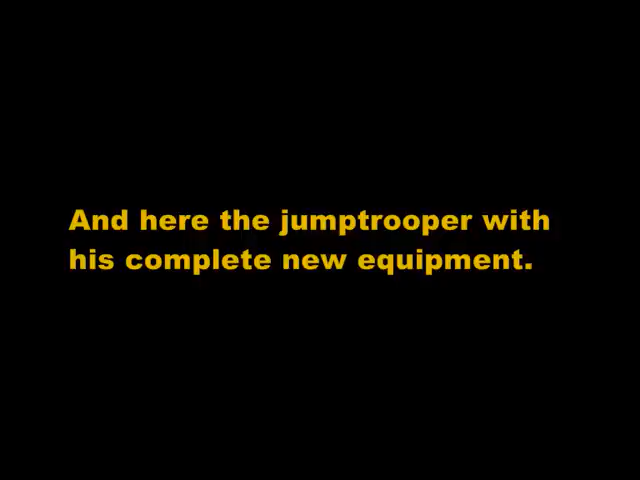 And here the jumptrooper with
his complete new equipment.